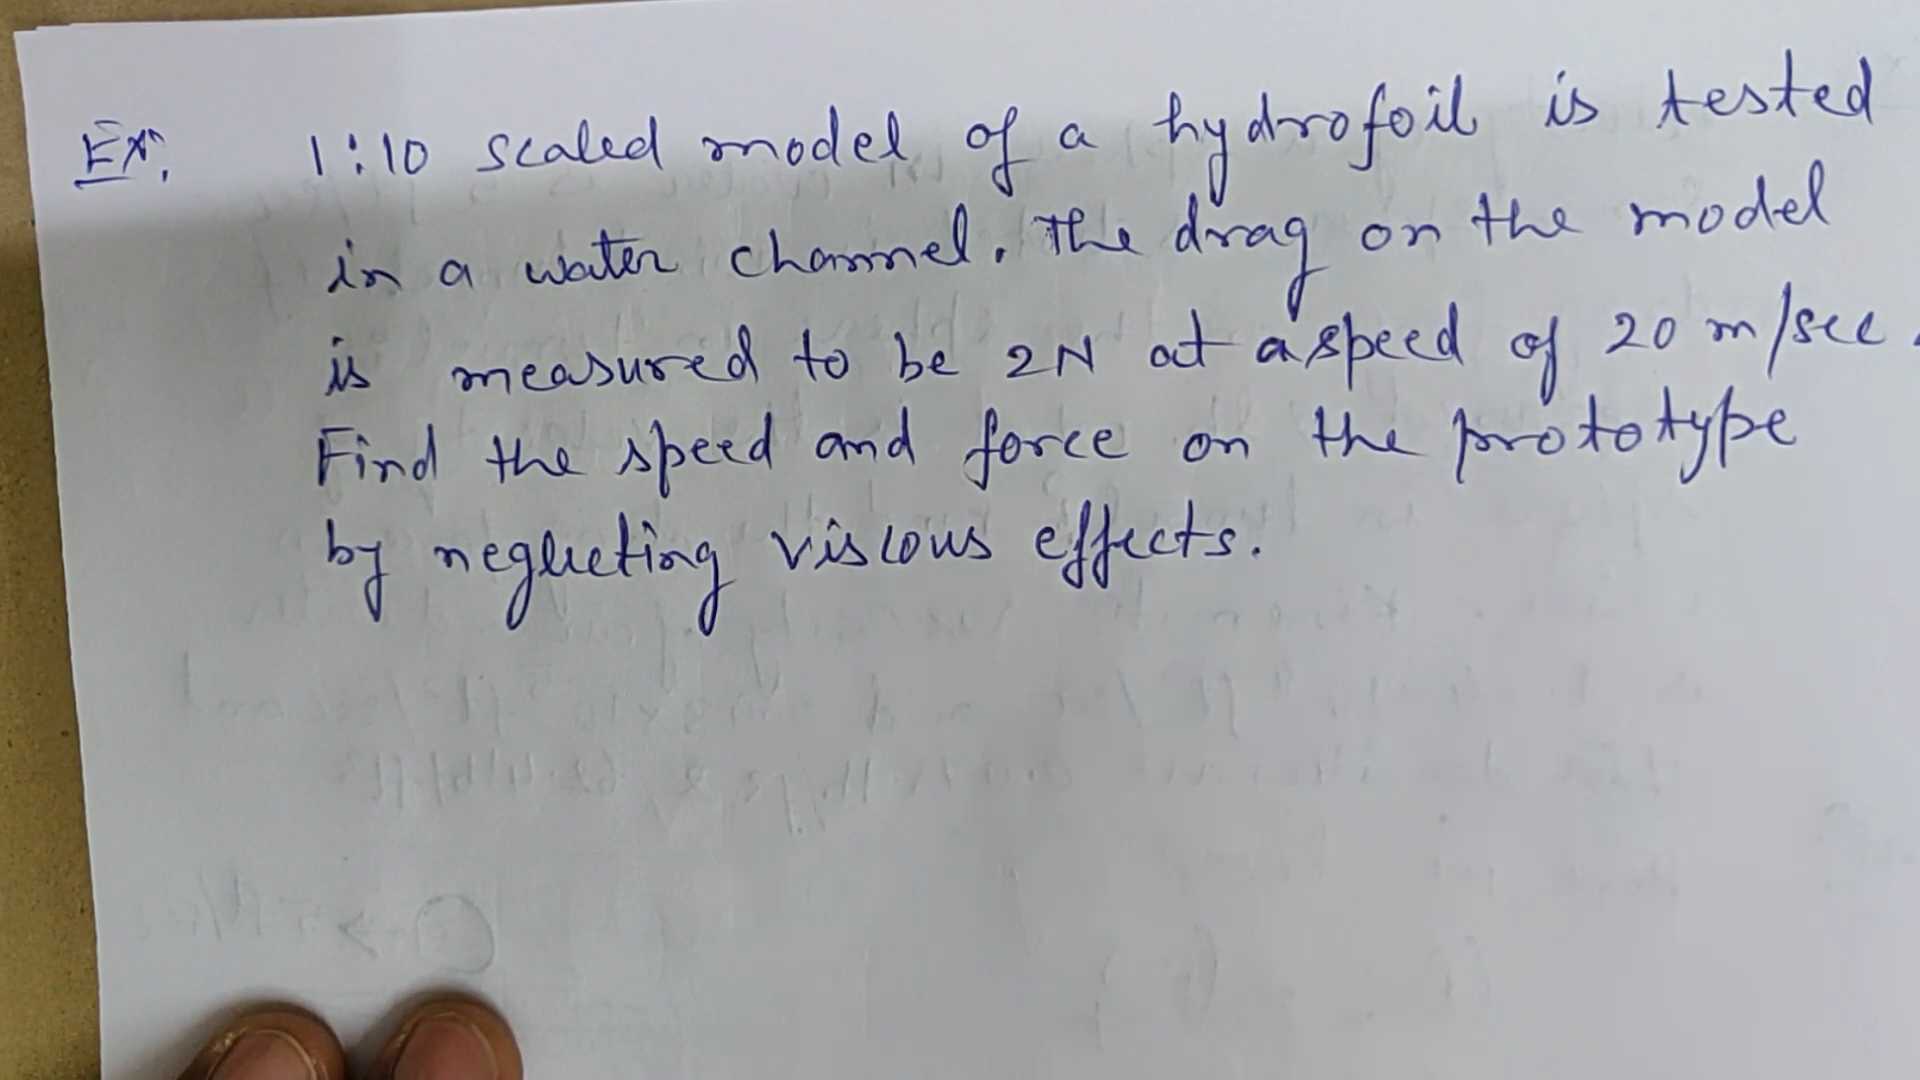 Ex. 1:10 scaled model of a hydrofoil is tested
in a water channel. The drag on the model
is measured to be 2N at a speed of 20 m/sec.
Find the speed and force on the prototype
by neglecting viscous effects.